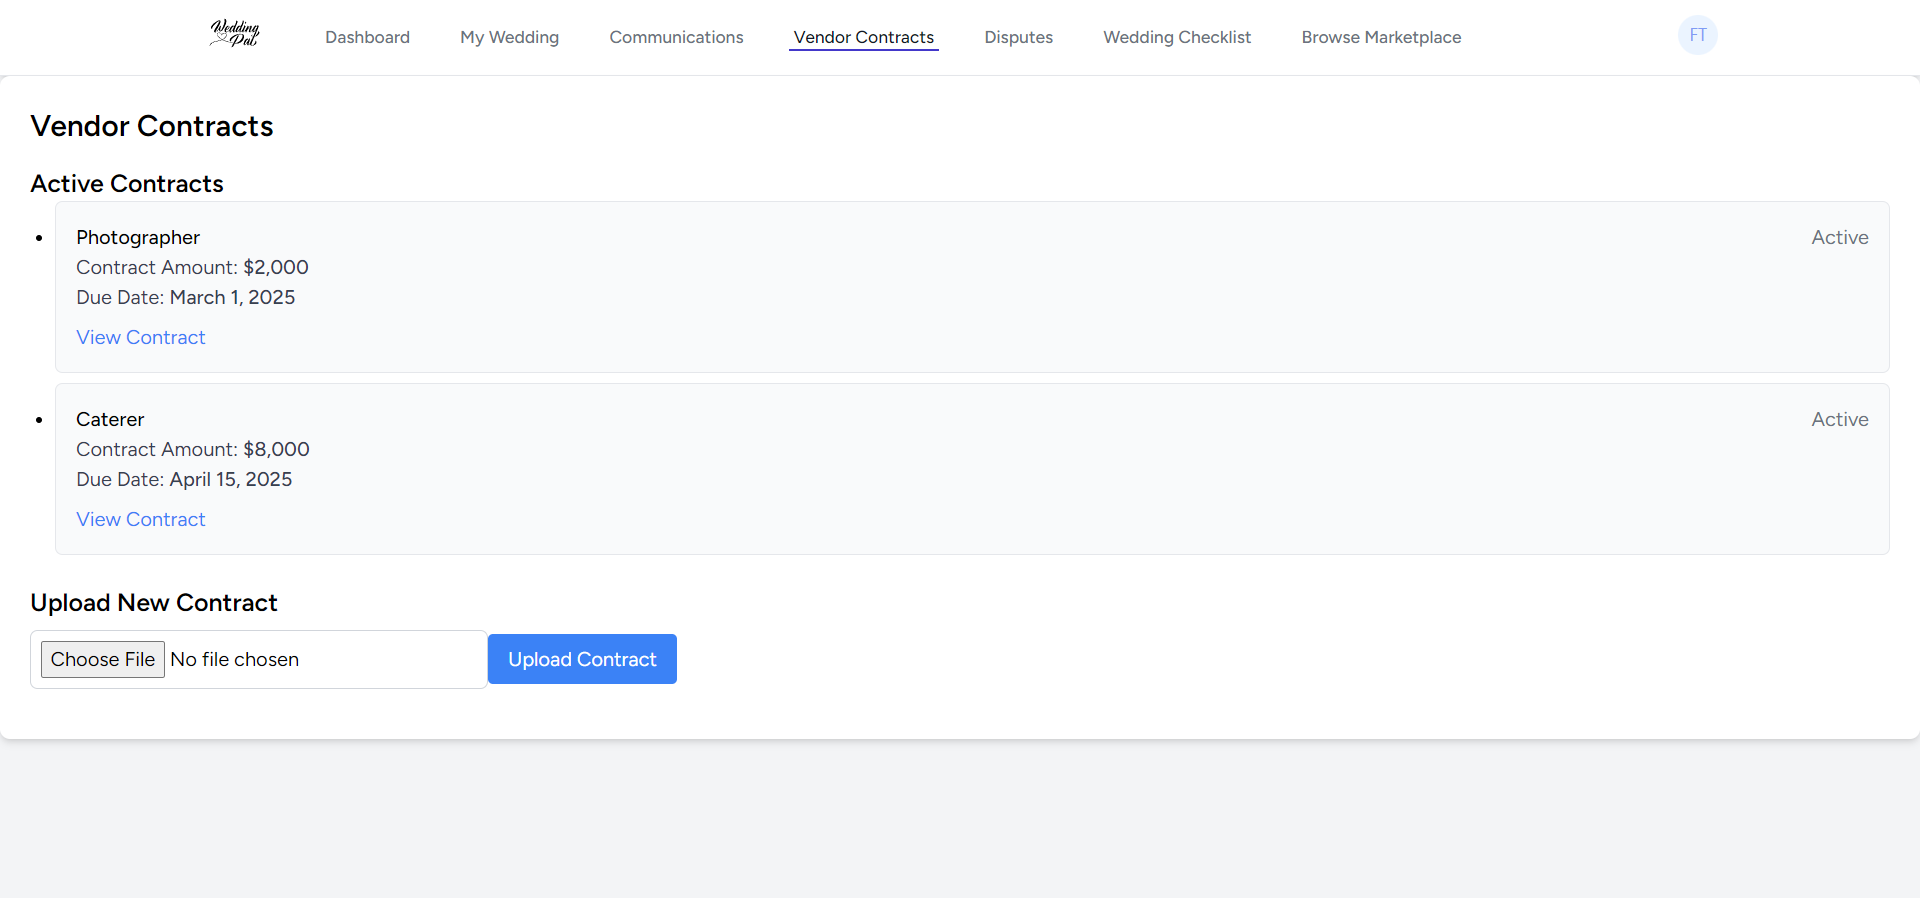 Wedding Pal
Dashboard
My Wedding
Communications
Vendor Contracts
Disputes
Wedding Checklist
Browse Marketplace
FT
Vendor Contracts
Active Contracts
Photographer
Active
Contract Amount: $2,000
Due Date: March 1, 2025
View Contract
Caterer
Active
Contract Amount: $8,000
Due Date: April 15, 2025
View Contract
Upload New Contract
Choose File No file chosen
Upload Contract